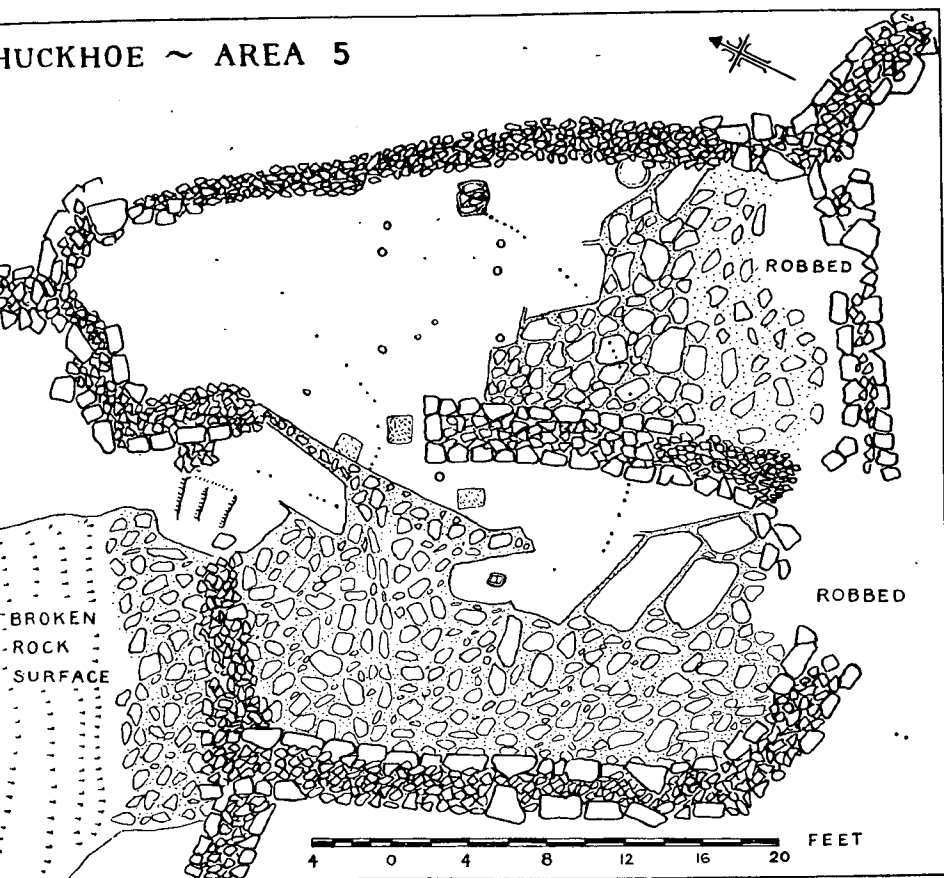 HUCKHOE ~ AREA 5
ROBBED
ROBBED
BROKEN
ROCK
SURFACE
FEET
4 0 4 8 12 16 20